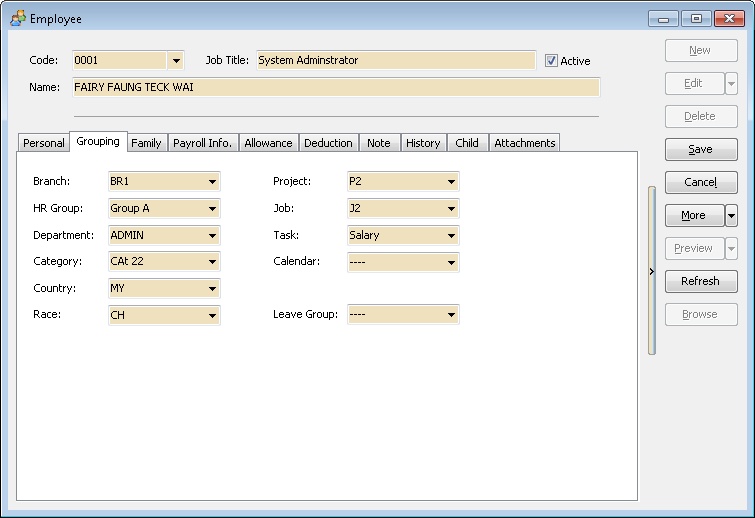 Employee
Code: 0001 Job Title: System Adminstrator Active
Name: FAIRY FAUNG TECK WAI
Personal Grouping Family Payroll Info. Allowance Deduction Note History Child Attachments
Branch: BR1 Project: P2
HR Group: Group A Job: J2
Department: ADMIN Task: Salary
Category: CAt 22 Calendar: ----
Country: MY
Race: CH Leave Group: ----
New
Edit
Delete
Save
Cancel
More
Preview
Refresh
Browse